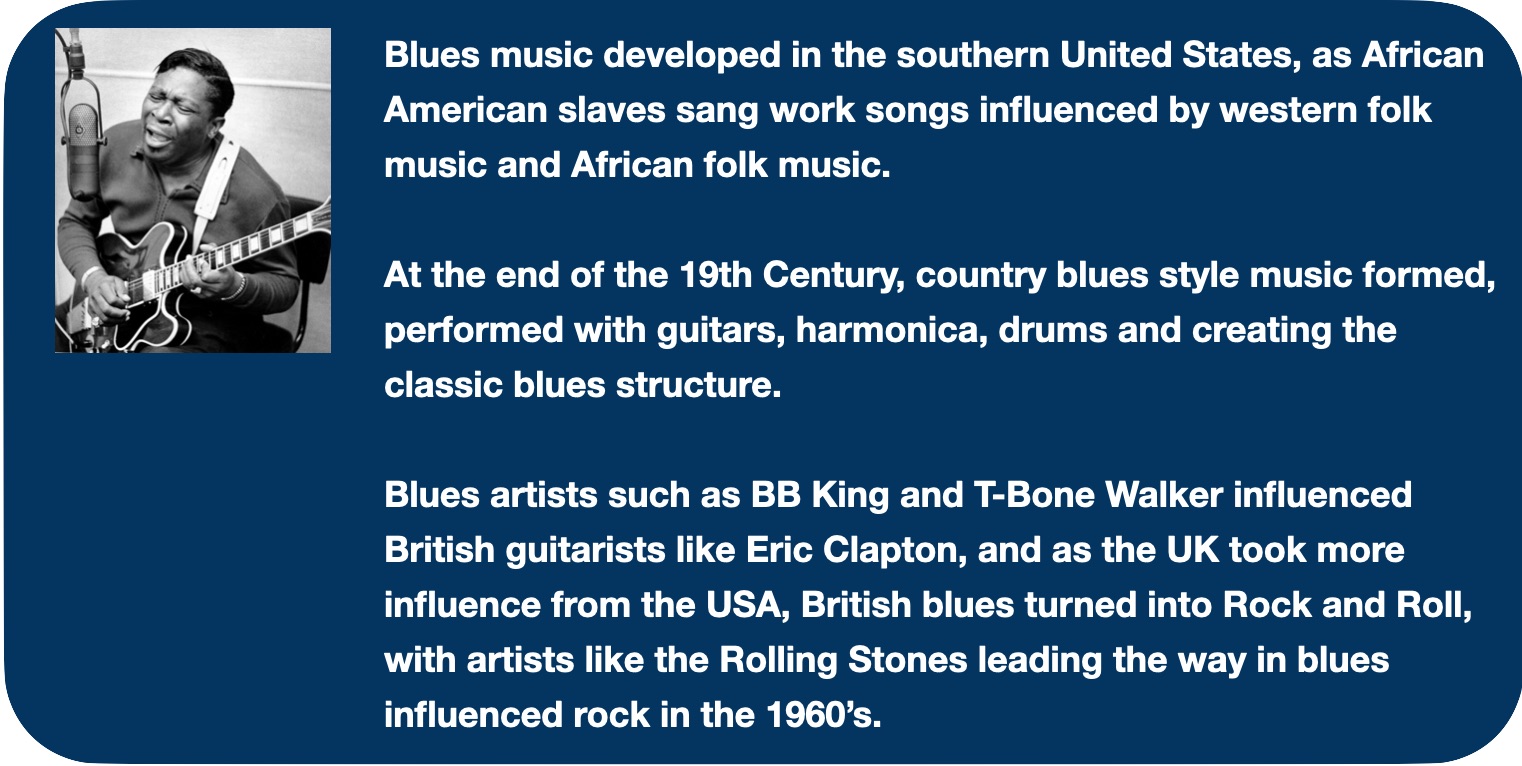 Blues music developed in the southern United States, as African
American slaves sang work songs influenced by western folk
music and African folk music.
At the end of the 19th Century, country blues style music formed,
performed with guitars, harmonica, drums and creating the
classic blues structure.
Blues artists such as BB King and T-Bone Walker influenced
British guitarists like Eric Clapton, and as the UK took more
influence from the USA, British blues turned into Rock and Roll,
with artists like the Rolling Stones leading the way in blues
influenced rock in the 1960’s.